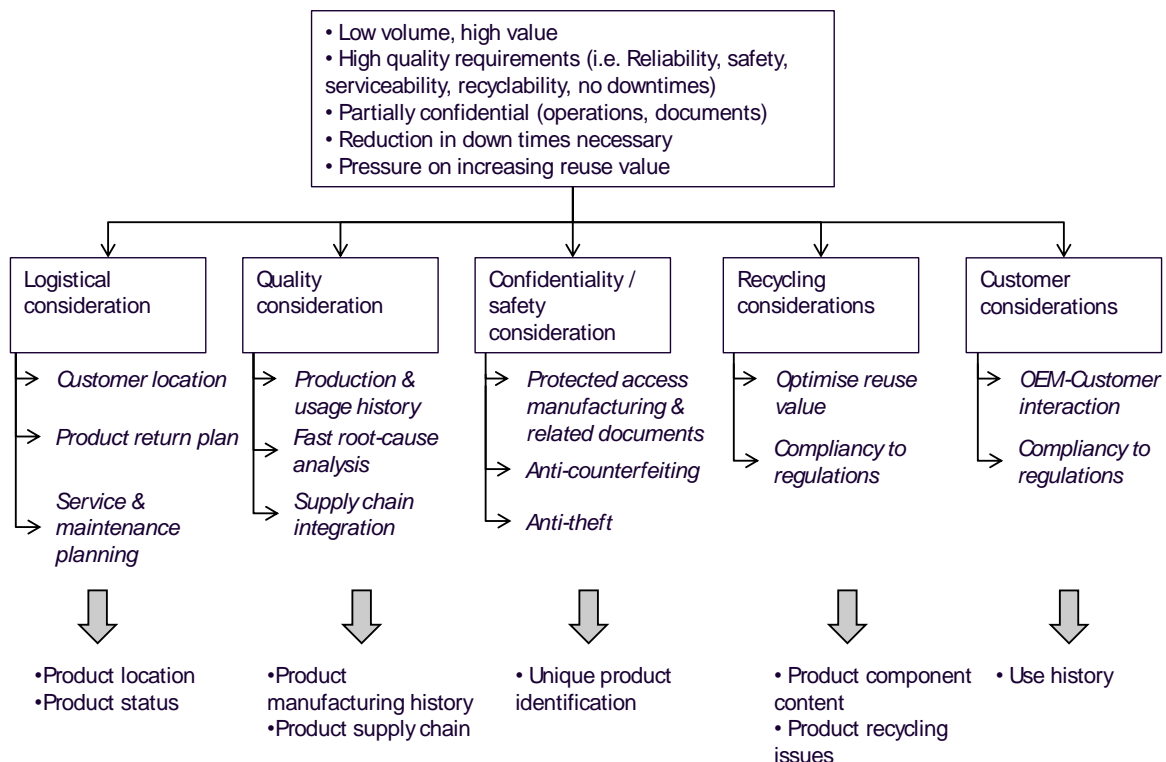 • Low volume, high value
• High quality requirements (i.e. Reliability, safety,
serviceability, recyclability, no downtimes)
• Partially confidential (operations, documents)
• Reduction in down times necessary
• Pressure on increasing reuse value
Logistical
consideration
Quality
consideration
Confidentiality /
safety
consideration
Recycling
considerations
Customer
considerations
Customer location
Product return plan
Service &
maintenance
planning
Production &
usage history
Fast root-cause
analysis
Supply chain
integration
Protected access
manufacturing &
related documents
Anti-counterfeiting
Anti-theft
Optimise reuse
value
Compliancy to
regulations
OEM-Customer
interaction
Compliancy to
regulations
•Product location
•Product status
•Product
manufacturing history
•Product supply chain
• Unique product
identification
• Product component
content
• Product recycling
issues
• Use history